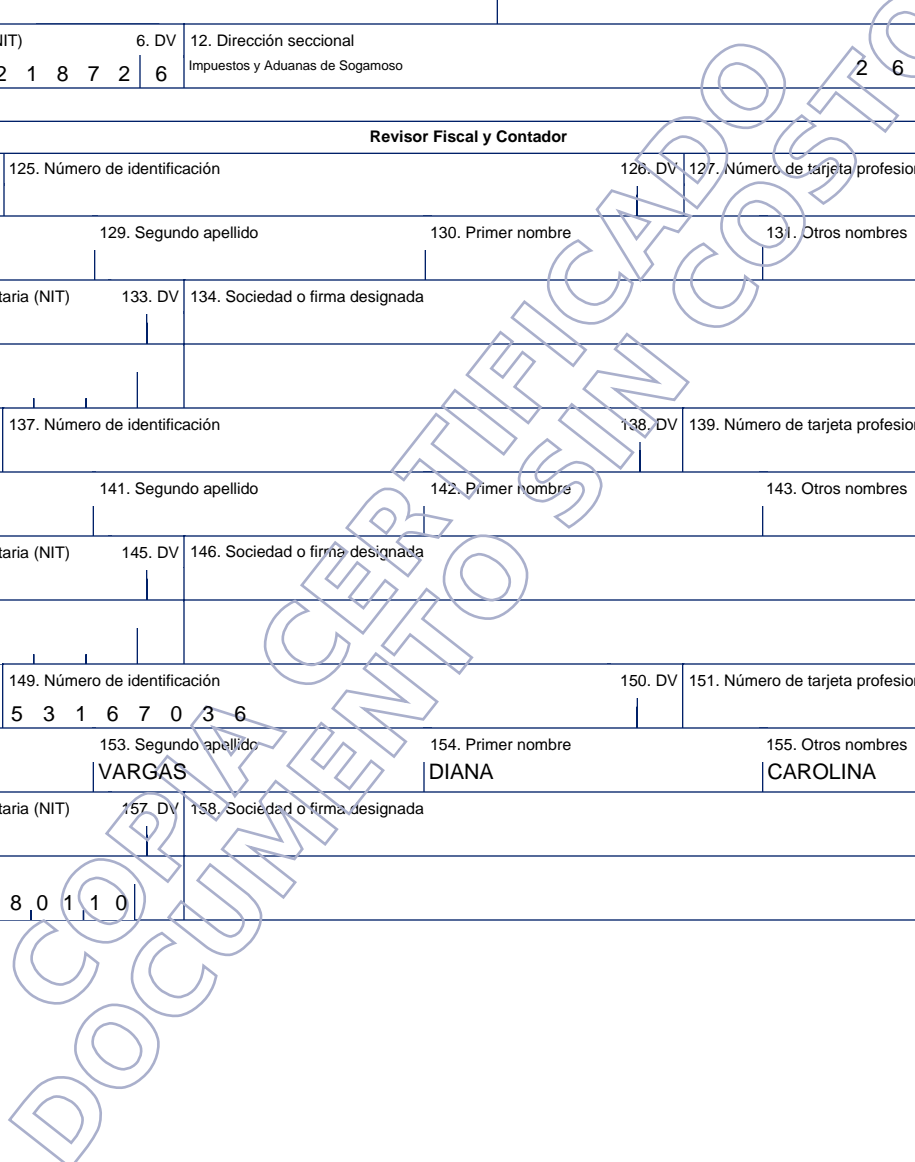 NIT) 6. DV 12. Dirección seccional
2 1 8 7 2 6 Impuestos y Aduanas de Sogamoso 2 6
Revisor Fiscal y Contador
125. Número de identificación 126. DV 127. Número de tarjeta profesion
129. Segundo apellido 130. Primer nombre 131. Otros nombres
taria (NIT) 133. DV 134. Sociedad o firma designada
137. Número de identificación 138. DV 139. Número de tarjeta profesion
141. Segundo apellido 142. Primer nombre 143. Otros nombres
taria (NIT) 145. DV 146. Sociedad o firma designada
149. Número de identificación 150. DV 151. Número de tarjeta profesion
5 3 1 6 7 0 3 6
153. Segundo apellido 154. Primer nombre 155. Otros nombres
VARGAS DIANA CAROLINA
taria (NIT) 157. DV 158. Sociedad o firma designada
8 0 1 1 0
COPIA CERTIFICADO
DOCUMENTO SIN COSTO